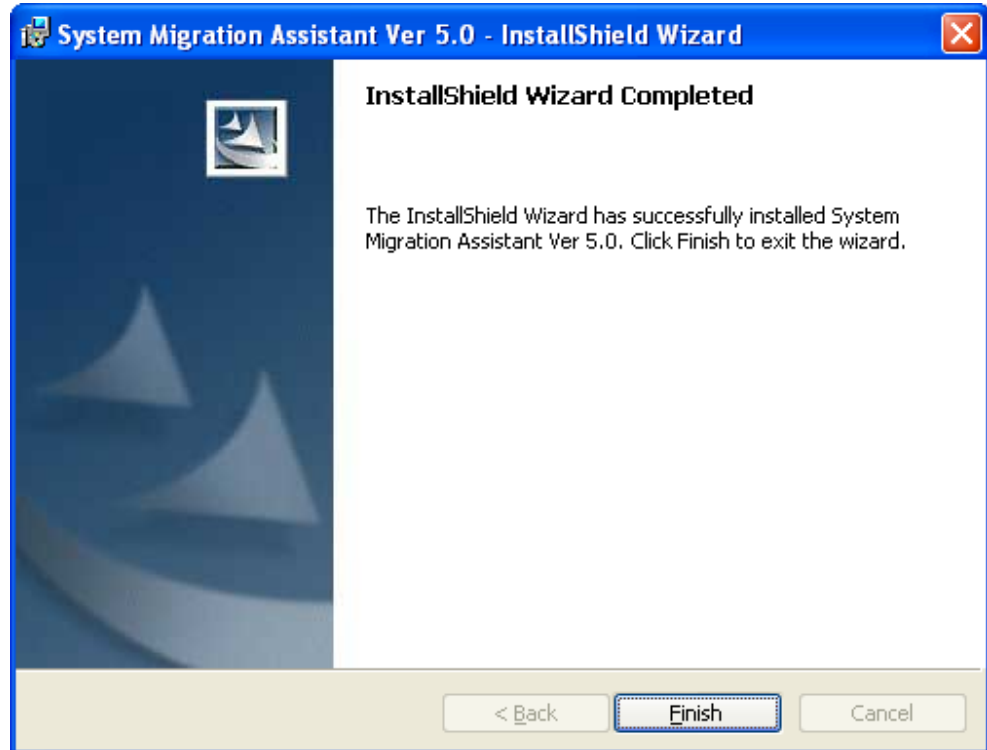 System Migration Assistant Ver 5.0 - InstallShield Wizard
InstallShield Wizard Completed
The InstallShield Wizard has successfully installed System
Migration Assistant Ver 5.0. Click Finish to exit the wizard.
< Back
Finish
Cancel